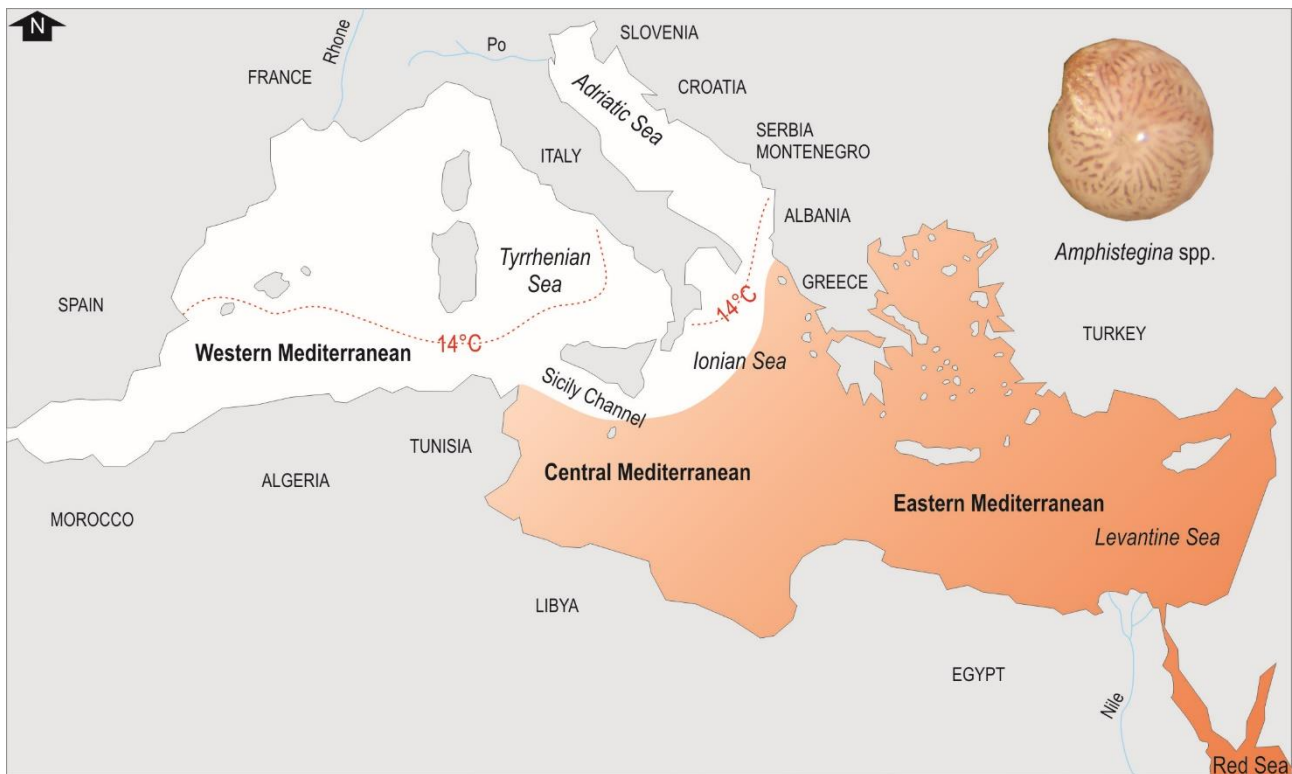 N
Rhone
Po
SLOVENIA
FRANCE
CROATIA
Adriatic Sea
SERBIA
MONTENEGRO
ITALY
ALBANIA
Amphistegina spp.
Tyrrhenian
Sea
GREECE
SPAIN
14°C
TURKEY
Western Mediterranean
14°C
Ionian Sea
Sicily Channel
TUNISIA
Central Mediterranean
ALGERIA
Eastern Mediterranean
MOROCCO
Levantine Sea
LIBYA
EGYPT
Nile
Red Sea